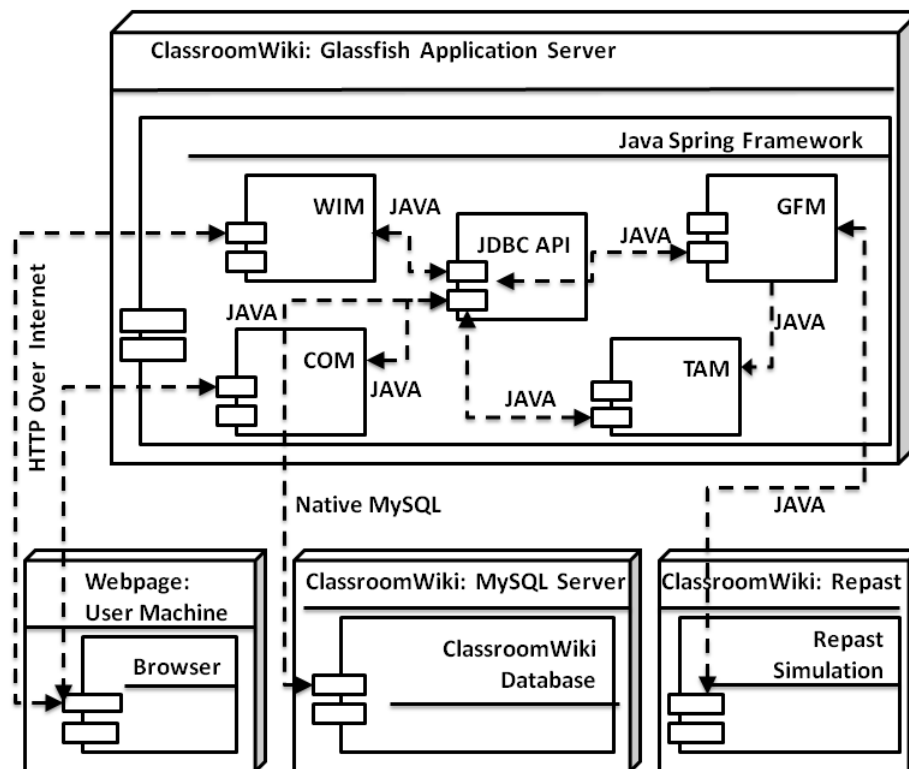 ClassroomWiki: Glassfish Application Server
Java Spring Framework
WIM
JAVA
JDBC API
JAVA
GFM
JAVA
COM
JAVA
JAVA
TAM
JAVA
HTTP Over Internet
Native MySQL
JAVA
Webpage:
User Machine
Browser
ClassroomWiki: MySQL Server
ClassroomWiki
Database
ClassroomWiki: Repast
Repast
Simulation